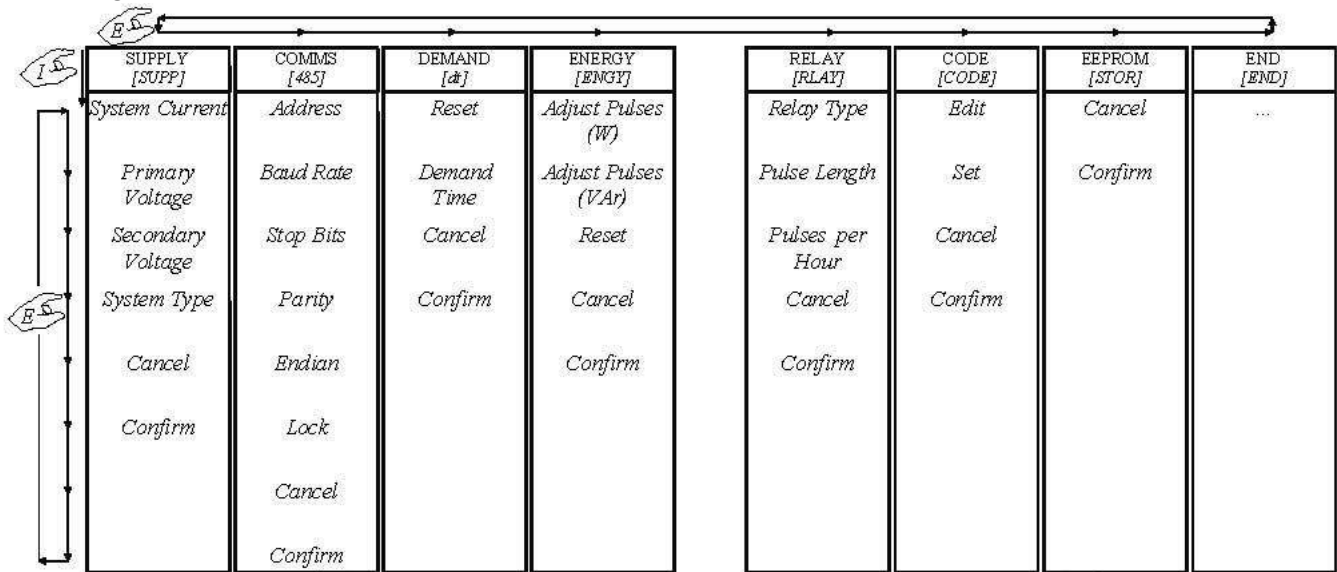 E
I
SUPPLY
[SUPP]
System Current
Primary
Voltage
Secondary
Voltage
System Type
Cancel
Confirm
COMMS
[485]
Address
Baud Rate
Stop Bits
Parity
Endian
Lock
Cancel
Confirm
DEMAND
[dt]
Reset
Demand
Time
Cancel
Confirm
ENERGY
[ENGY]
Adjust Pulses
(W)
Adjust Pulses
(VAr)
Reset
Cancel
Confirm
RELAY
[RLAY]
Relay Type
Pulse Length
Pulses per
Hour
Cancel
Confirm
CODE
[CODE]
Edit
Set
Cancel
Confirm
EEPROM
[STOR]
Cancel
Confirm
END
[END]
...
E